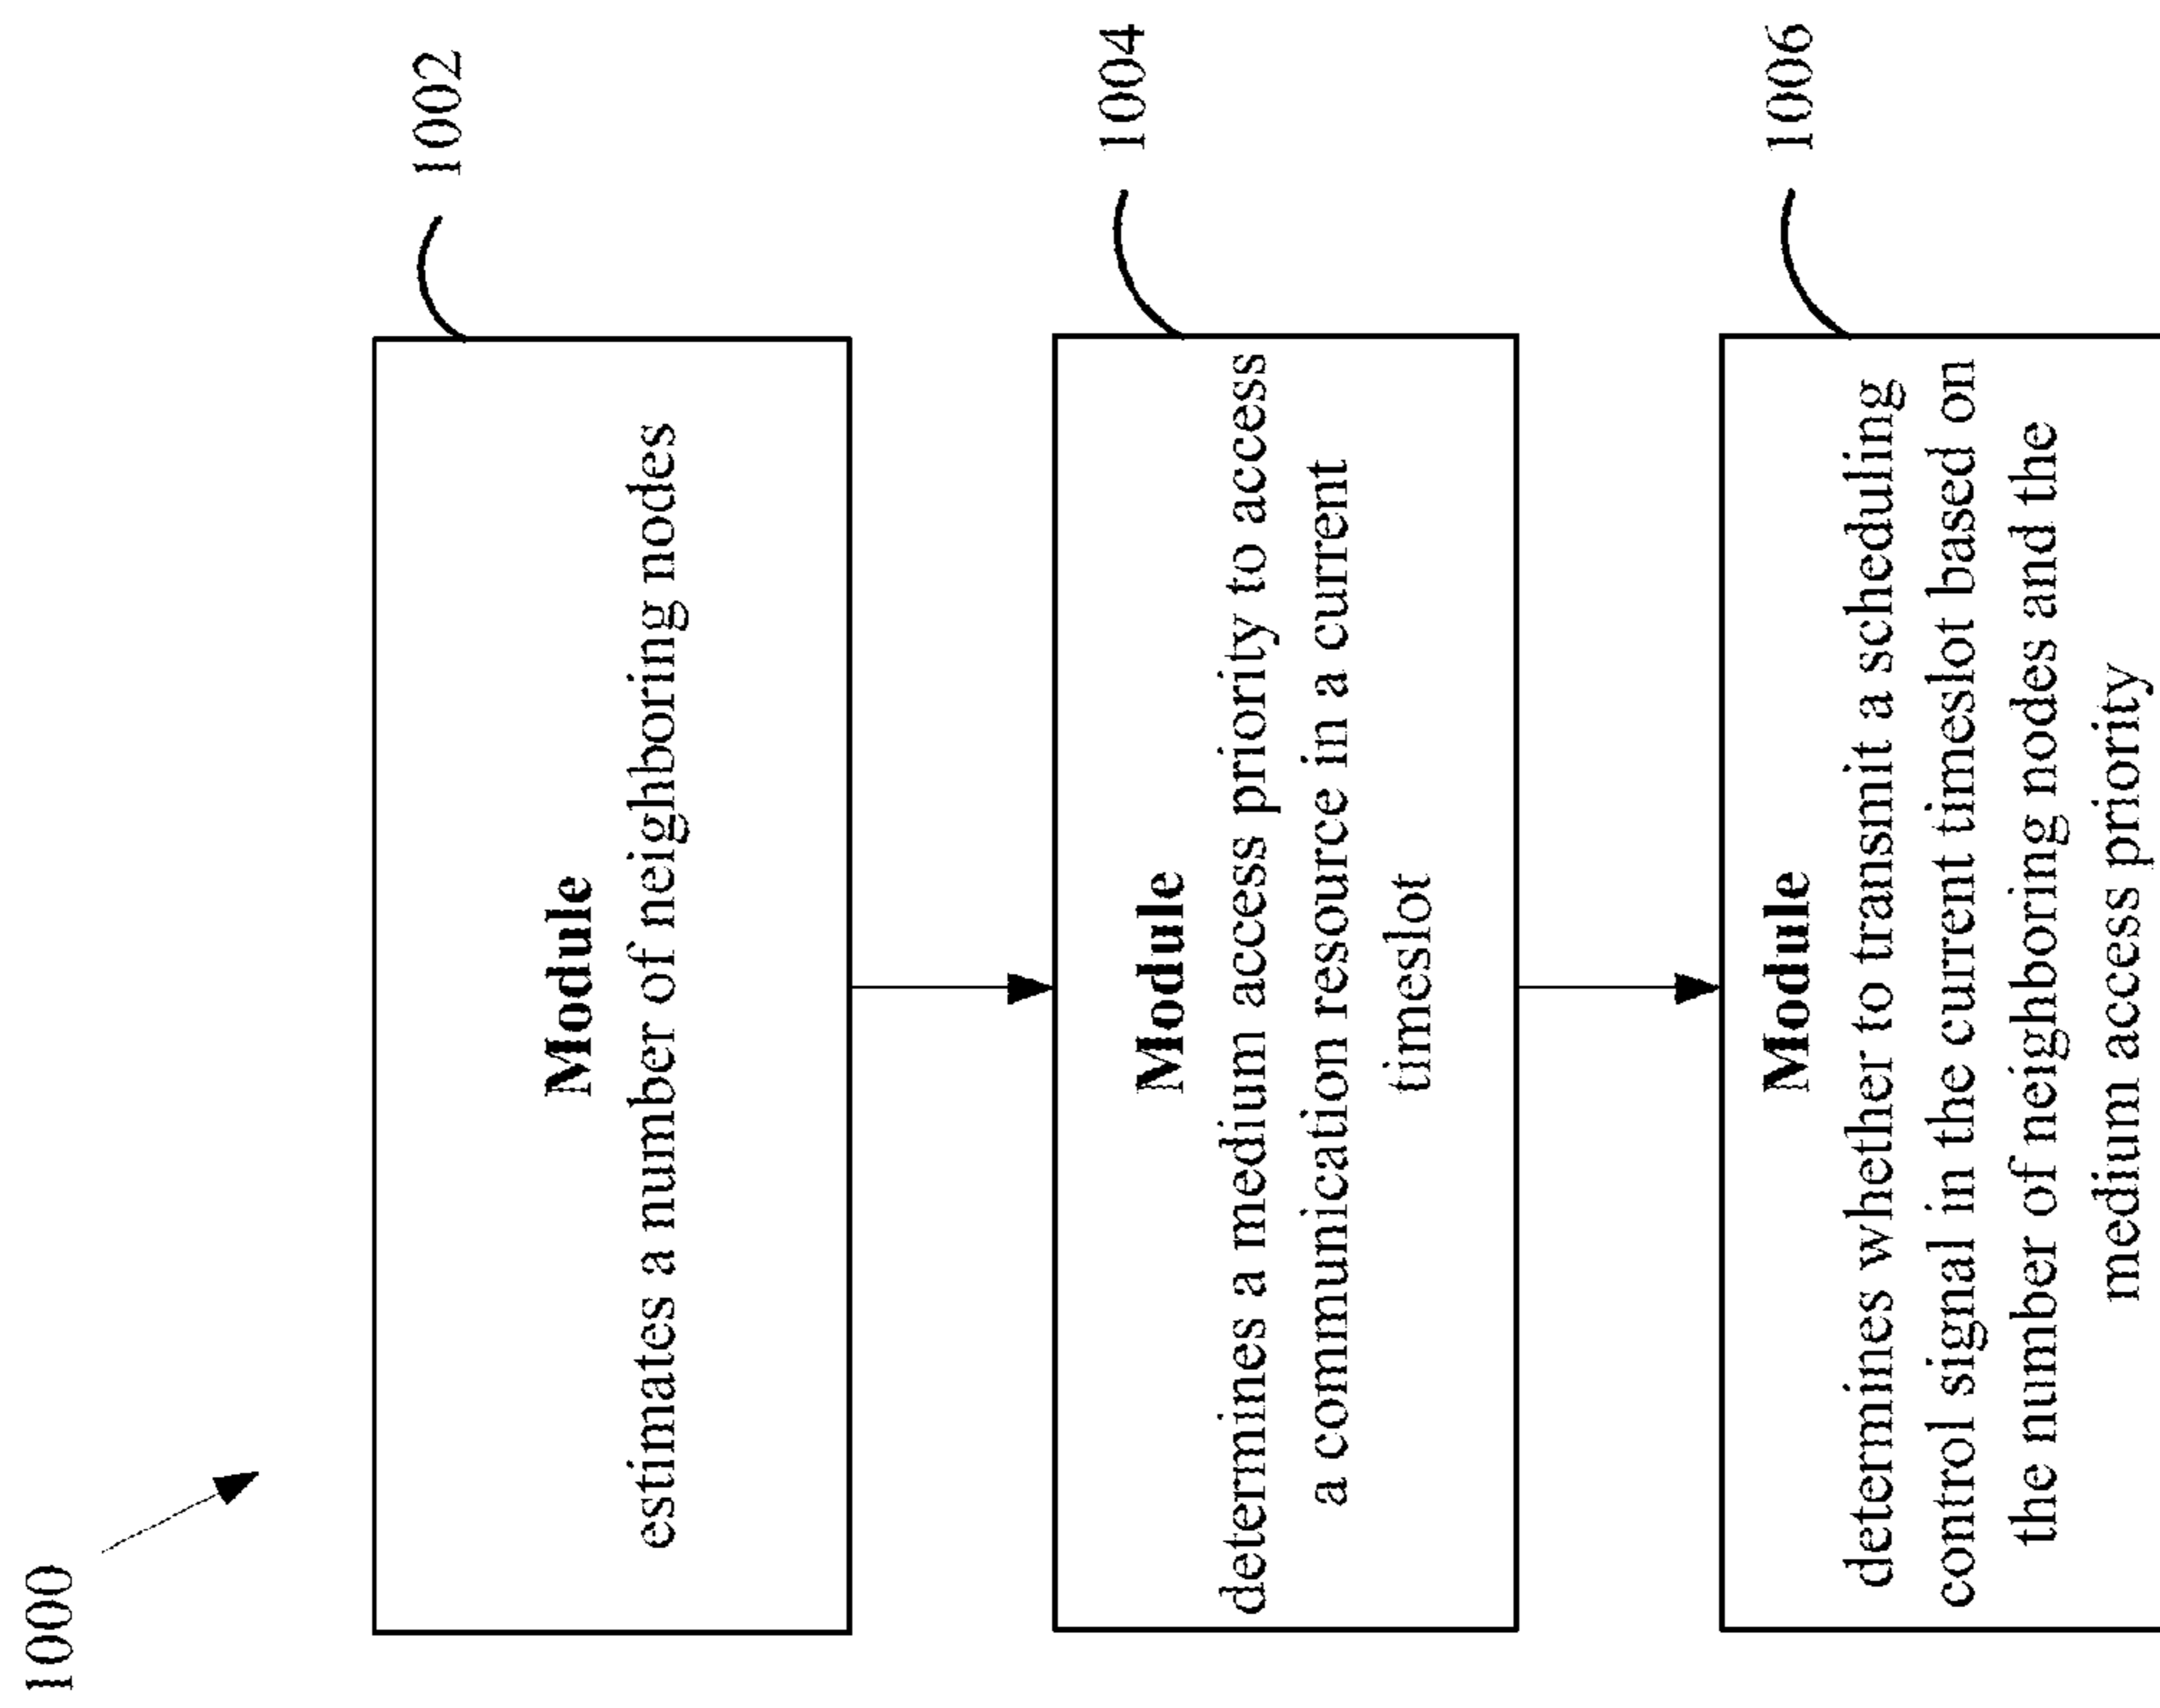 1000
1002
Module
estimates a number of neighboring nodes
1004
Module
determines a medium access priority to access
a communication resource in a current
timeslot
1006
Module
determines whether to transmit a scheduling
control signal in the current timeslot based on
the number of neighboring nodes and the
medium access priority